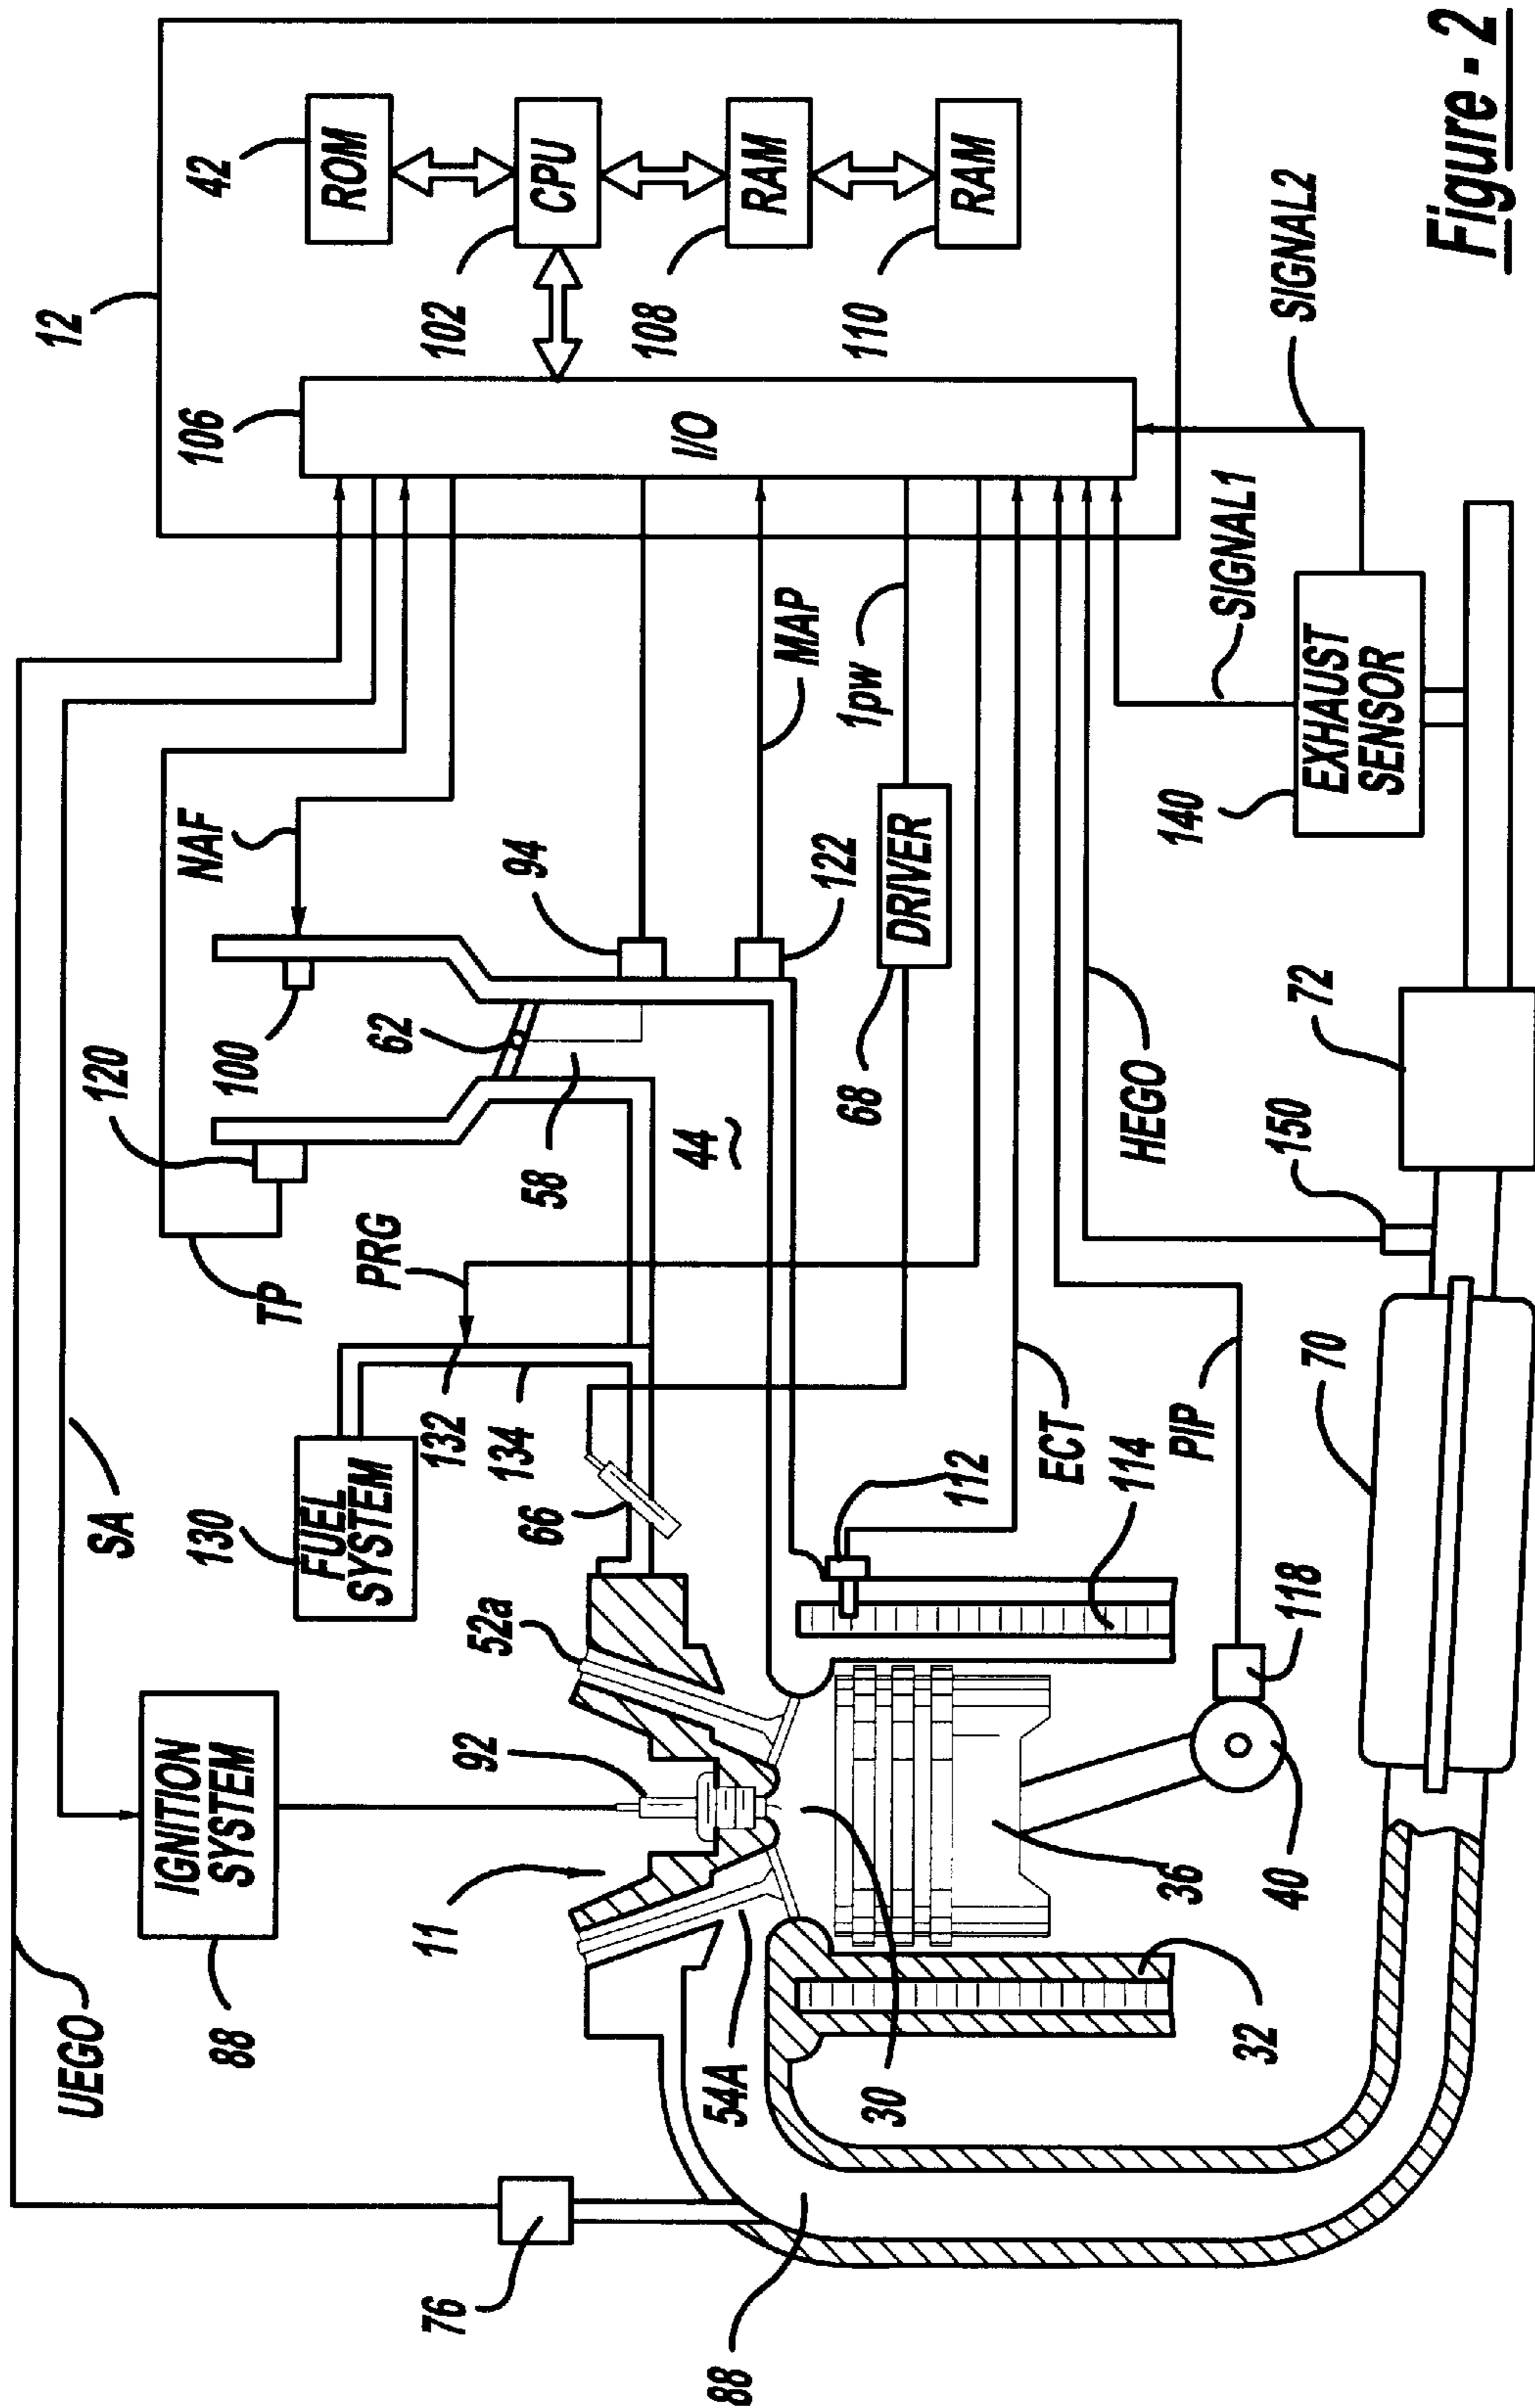 UEGO
SA
88
IGNITION
SYSTEM
130
FUEL
SYSTEM
TP
120
NAF
100
12
106
42
ROM
102
CPU
108
RAM
110
RAM
I/O
76
11
92
52a
132
134
PRG
66
62
58
94
44
MAP
122
1pw
DRIVER
68
88
54A
30
36
32
40
118
112
ECT
114
PIP
HEGO
150
70
72
140
EXHAUST
SENSOR
SIGNAL1
SIGNAL2
Figure - 2